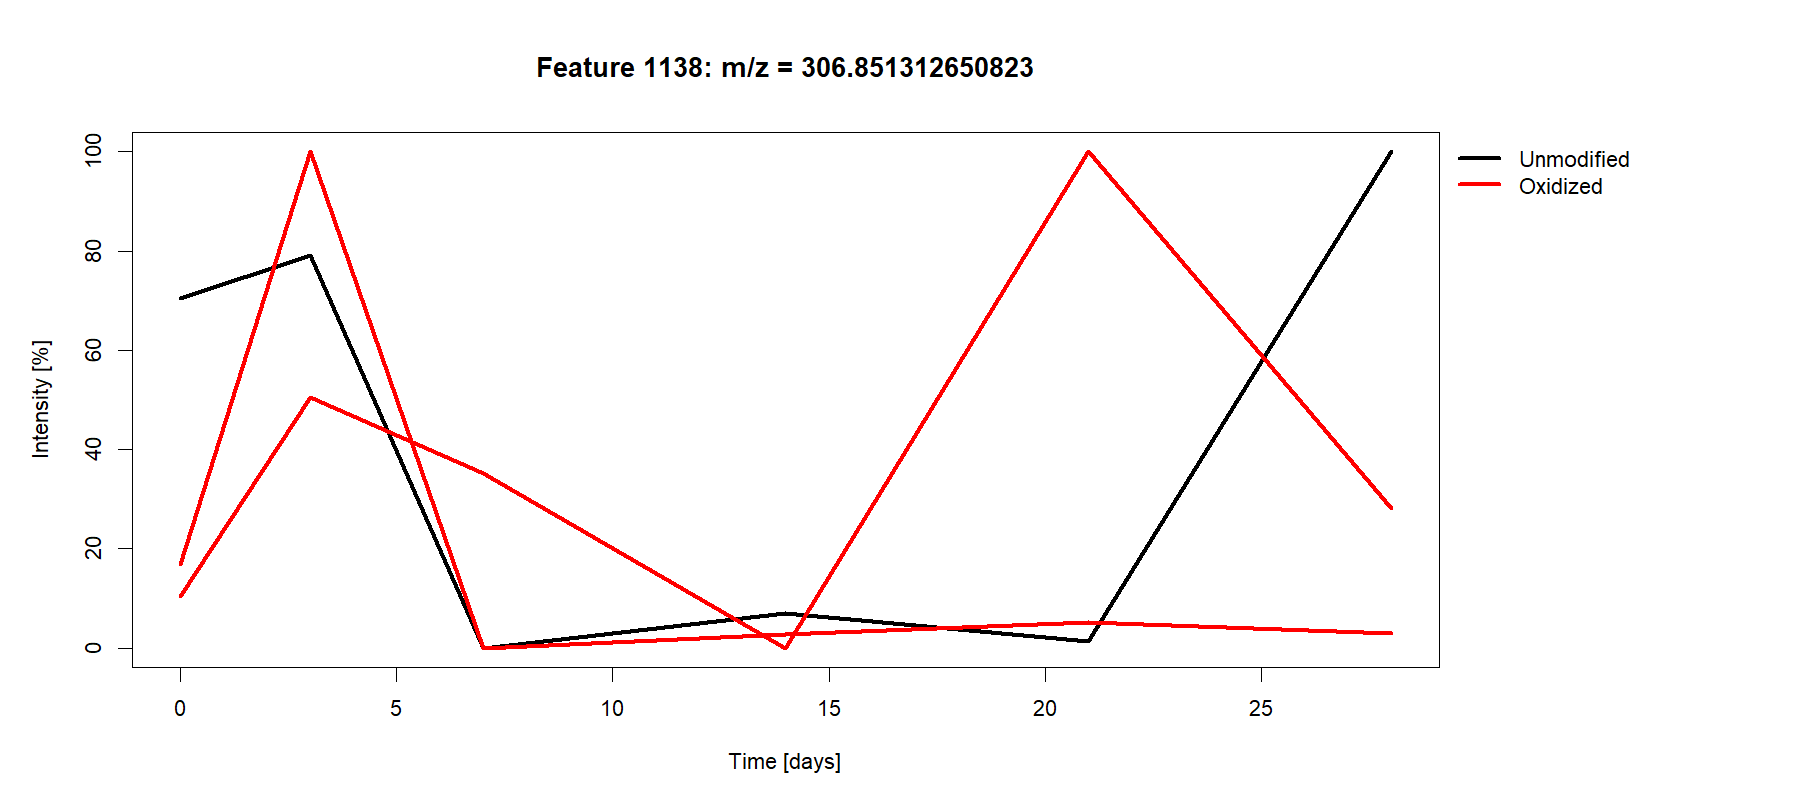 Feature 1138: m/z = 306.851312650823
Unmodified
Oxidized
Intensity [%]
100
80
60
40
20
0
0 5 10 15 20 25
Time [days]